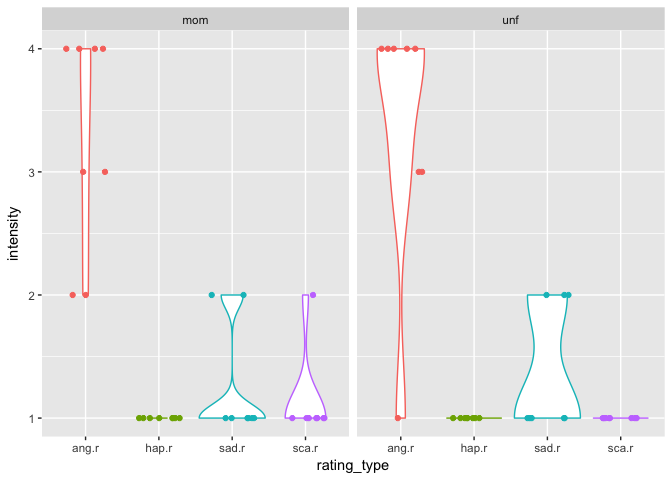 mom unf
intensity
4
3
2
1
ang.r hap.r sad.r sca.r ang.r hap.r sad.r sca.r
rating_type